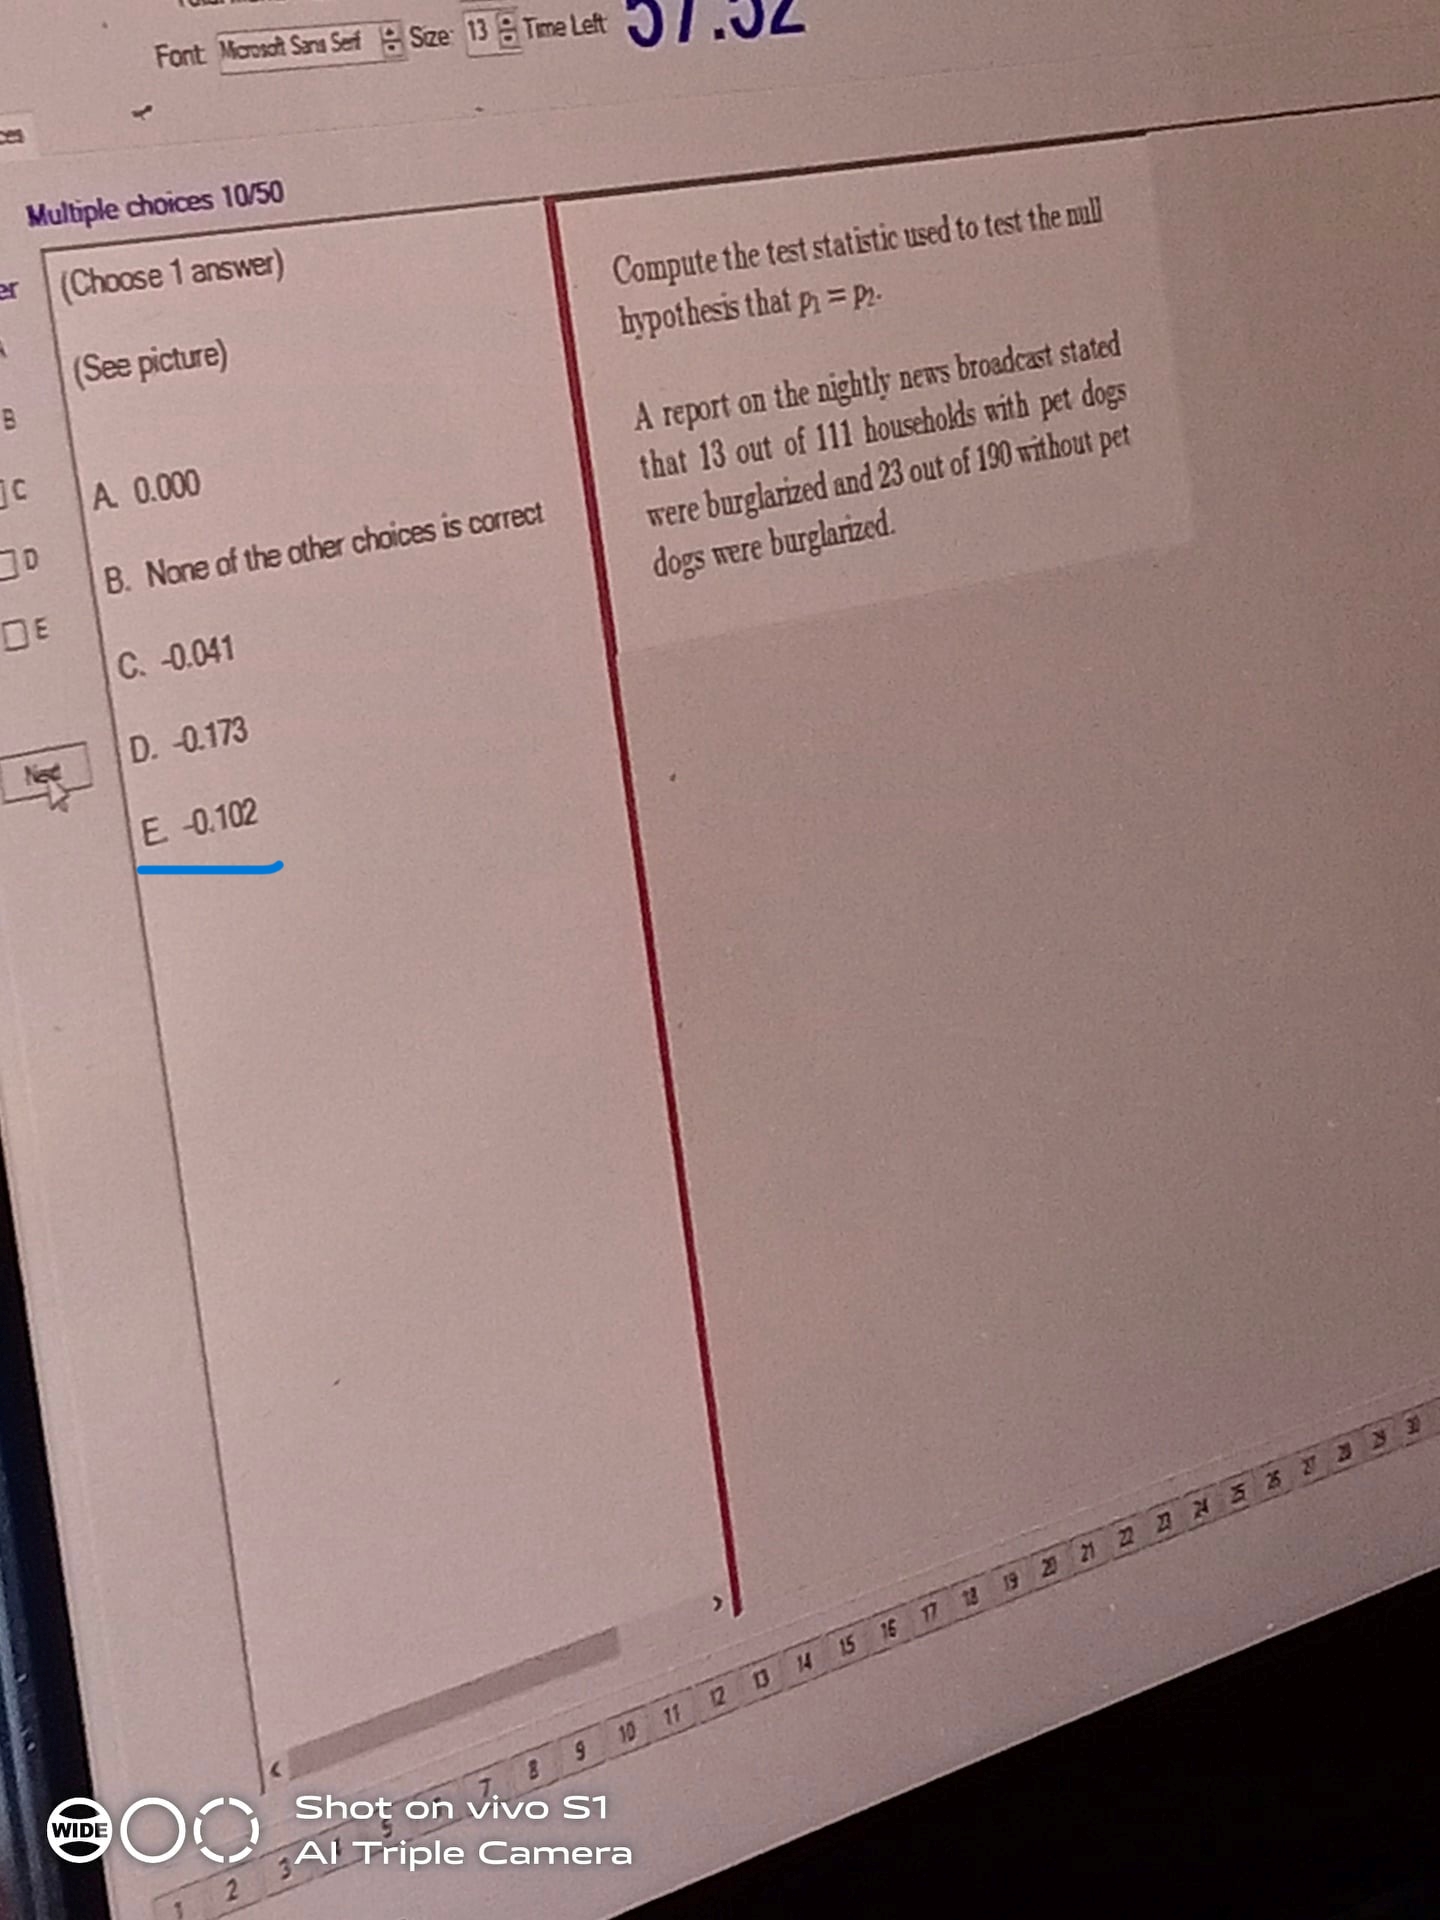 Font: Microsoft Sans Serif Size: 13 Time Left: 57:52
Multiple choices 10/50
(Choose 1 answer)
(See picture)
A. 0.000
B. None of the other choices is correct
C. -0.041
D. -0.173
E. -0.102
B
C
D
E
Next
Compute the test statistic used to test the null
hypothesis that p₁ = p₂.
A report on the nightly news broadcast stated
that 13 out of 111 households with pet dogs
were burglarized and 23 out of 190 without pet
dogs were burglarized.
1 2 3 5 7 8 9 10 11 12 13 14 15 16 17 18 19 20 21 22 23 24 25 26 27 28 29 30
WIDE
Shot on vivo S1
AI Triple Camera